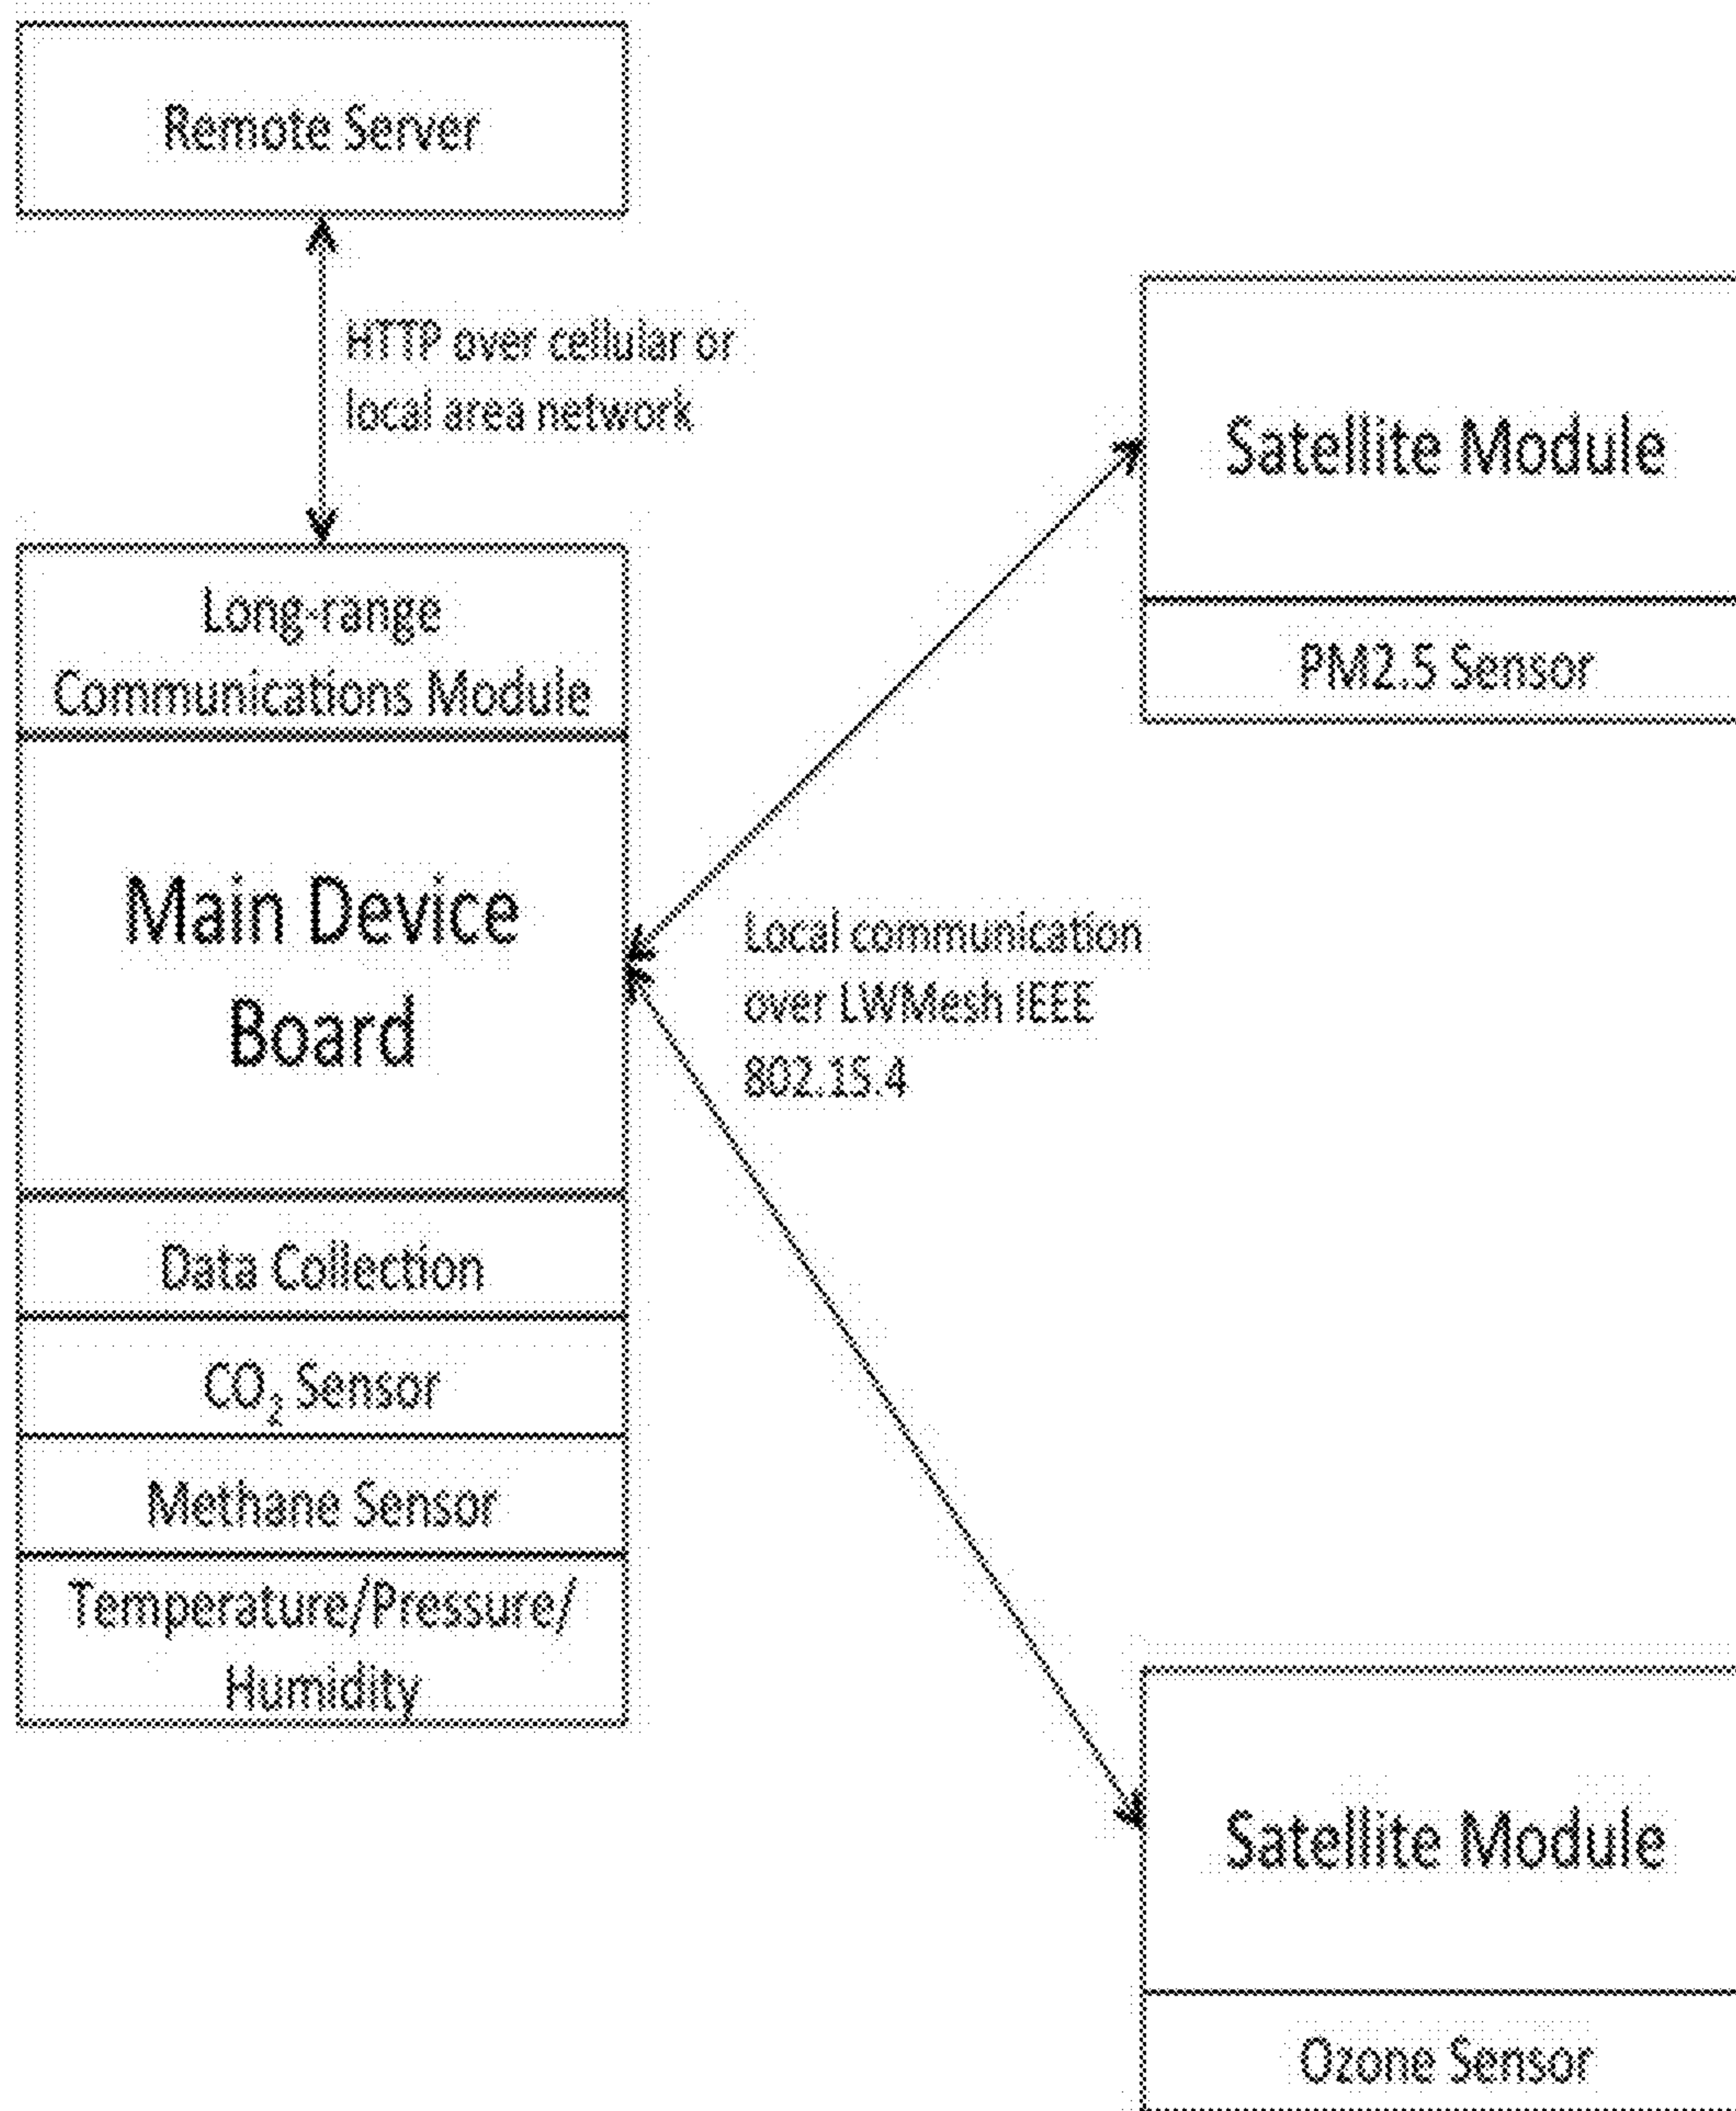 Remote Server
HTTP over cellular or
local area network
Long-range
Communications Module
Main Device
Board
Data Collection
CO₂ Sensor
Methane Sensor
Temperature/Pressure/
Humidity
Local communication
over LWMesh IEEE
802.15.4
Satellite Module
PM2.5 Sensor
Satellite Module
Ozone Sensor